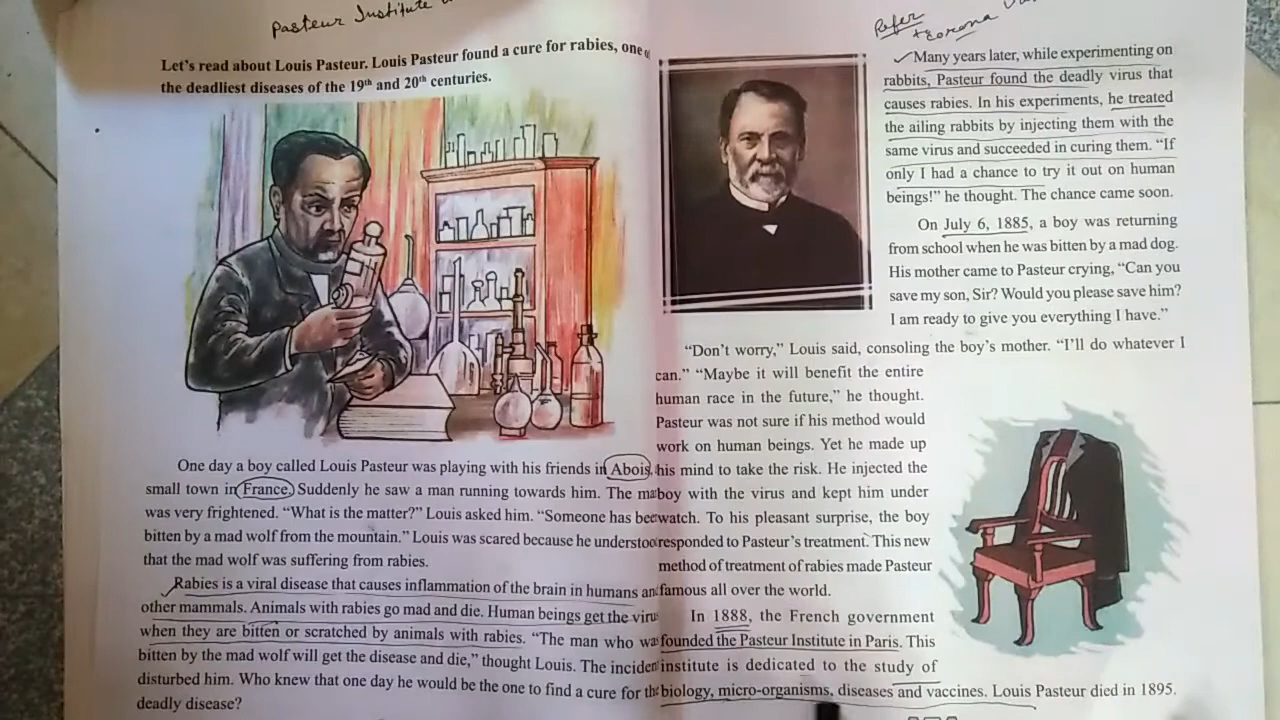 Pasteur Institute
Let's read about Louis Pasteur. Louis Pasteur found a cure for rabies, one of
the deadliest diseases of the 19th and 20th centuries.
One day a boy called Louis Pasteur was playing with his friends in Abois,
small town in France. Suddenly he saw a man running towards him. The
was very frightened. "What is the matter?" Louis asked him. "Someone has
bitten by a mad wolf from the mountain." Louis was scared because he
that the mad wolf was suffering from rabies.
Rabies is a viral disease that causes inflammation of the brain in humans
other mammals. Animals with rabies go mad and die. Human beings get the
when they are bitten or scratched by animals with rabies. "The man who
bitten by the mad wolf will get the disease and die," thought Louis. The
disturbed him. Who knew that one day he would be the one to find a cure for
deadly disease?
Refer
Many years later, while experimenting on
rabbits, Pasteur found the deadly virus that
causes rabies. In his experiments, he treated
the ailing rabbits by injecting them with the
same virus and succeeded in curing them. "If
only I had a chance to try it out on human
beings!" he thought. The chance came soon.
On July 6, 1885, a boy was returning
from school when he was bitten by a mad dog.
His mother came to Pasteur crying, "Can you
save my son, Sir? Would you please save him?
I am ready to give you everything I have."
"Don't worry," Louis said, consoling the boy's mother. "I'll do whatever I
can." "Maybe it will benefit the entire
human race in the future," he thought.
Pasteur was not sure if his method would
work on human beings. Yet he made up
his mind to take the risk. He injected the
boy with the virus and kept him under
watch. To his pleasant surprise, the boy
responded to Pasteur's treatment. This new
method of treatment of rabies made Pasteur
famous all over the world.
In 1888, the French government
founded the Pasteur Institute in Paris. This
institute is dedicated to the study of
biology, micro-organisms, diseases and vaccines. Louis Pasteur died in 1895.